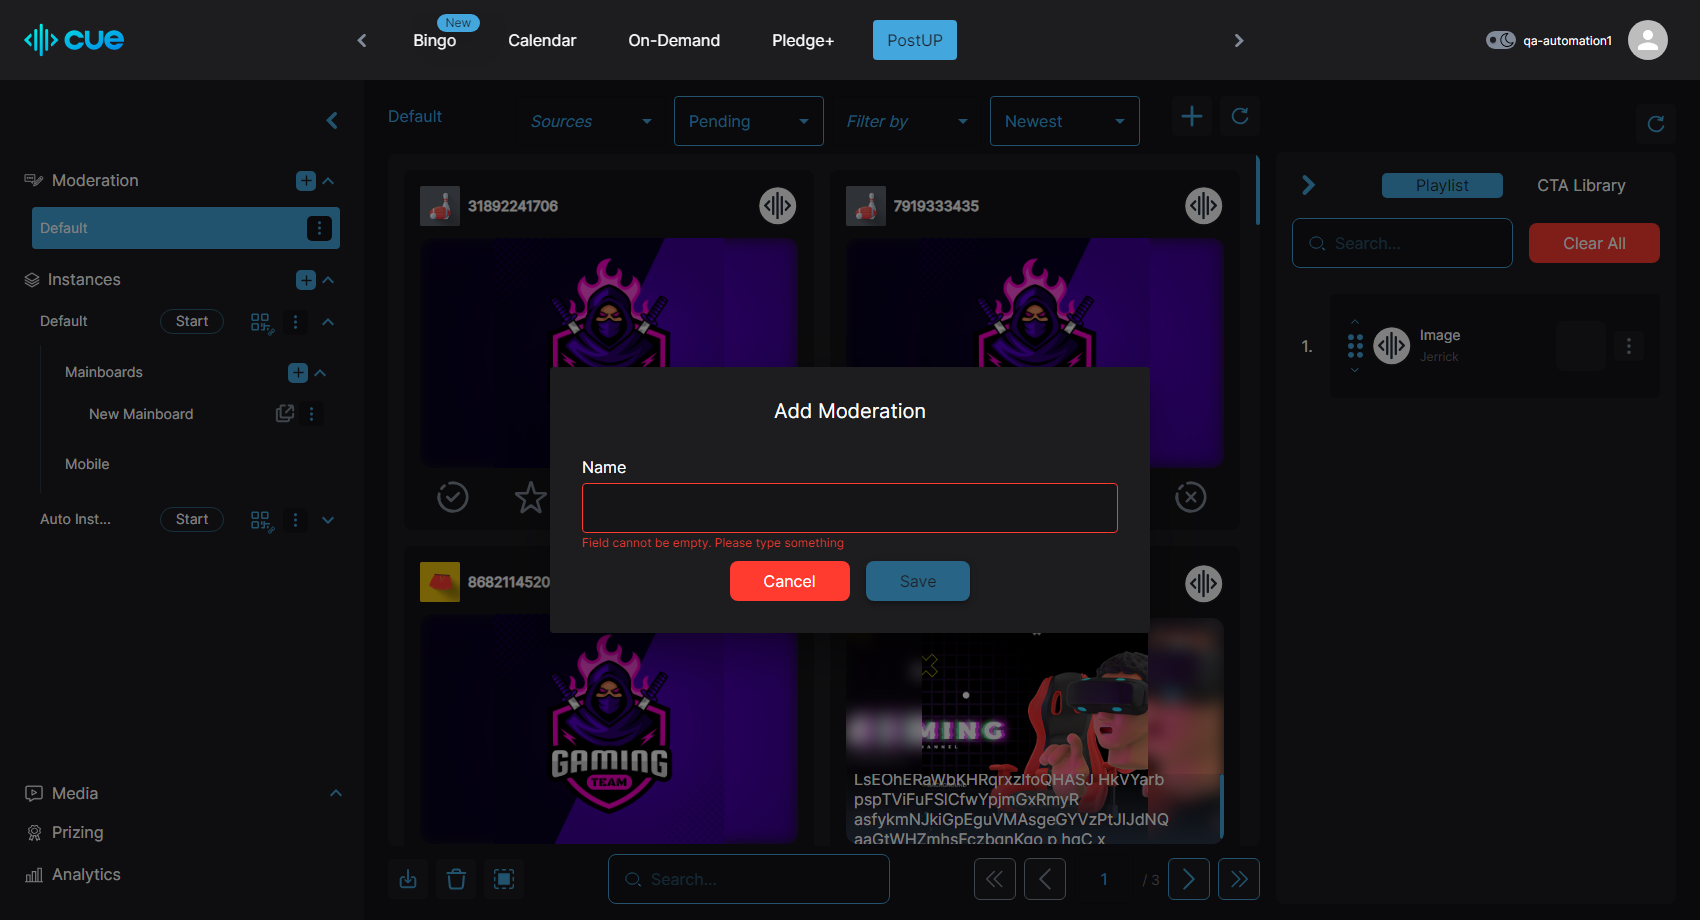 cue
New
Bingo
Calendar
On-Demand
Pledge+
PostUP
qa-automation1
Moderation
Default
Instances
Default
Start
Mainboards
New Mainboard
Mobile
Auto Inst...
Start
Media
Prizing
Analytics
Default
Sources
Pending
Filter by
Newest
31892241706
7919333435
Add Moderation
Name
Field cannot be empty. Please type something
Cancel
Save
8682114520
GAMING
TEAM
MING
LsEOhERaWbKHRqrxzlfoQHASJ HkVYarb
pspTViFuFSlCfwYpjmGxRmyR
asfykmNJkiGpEguVMAsgeGYVzPtJIJdNQ
Search...
1
/ 3
Playlist
CTA Library
Search...
Clear All
1.
Image
Jerrick